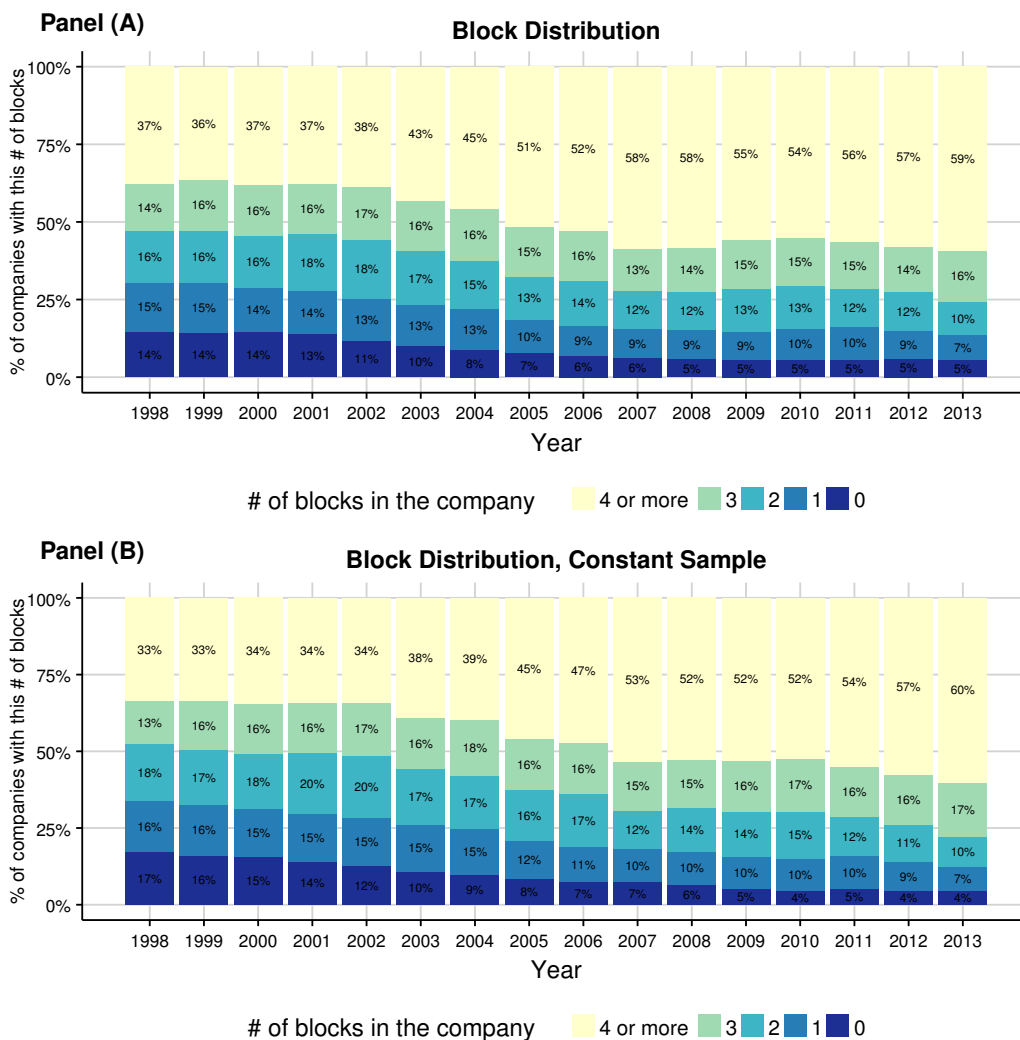 Panel (A)
Block Distribution
% of companies with this # of blocks
100%
75%
50%
25%
0%
37% 36% 37% 37% 38% 43% 45% 51% 52% 58% 58% 55% 54% 56% 57% 59%
14% 16% 16% 16% 17% 16% 16% 15% 16% 13% 14% 15% 15% 15% 14% 16%
16% 16% 16% 18% 18% 17% 15% 13% 14% 12% 12% 13% 13% 12% 12% 10%
15% 15% 14% 14% 13% 13% 13% 10% 9% 9% 9% 9% 10% 10% 9% 7%
14% 14% 14% 13% 11% 10% 8% 7% 6% 6% 5% 5% 5% 5% 5% 5%
1998 1999 2000 2001 2002 2003 2004 2005 2006 2007 2008 2009 2010 2011 2012 2013
Year
# of blocks in the company 4 or more 3 2 1 0
Panel (B)
Block Distribution, Constant Sample
% of companies with this # of blocks
100%
75%
50%
25%
0%
33% 33% 34% 34% 34% 38% 39% 45% 47% 53% 52% 52% 52% 54% 57% 60%
13% 16% 16% 16% 17% 16% 18% 16% 16% 15% 15% 16% 17% 16% 16% 17%
18% 17% 18% 20% 20% 17% 17% 16% 17% 12% 14% 14% 15% 12% 11% 10%
16% 16% 15% 15% 15% 15% 15% 12% 11% 10% 10% 10% 10% 10% 9% 7%
17% 16% 15% 14% 12% 10% 9% 8% 7% 7% 6% 5% 4% 5% 4% 4%
1998 1999 2000 2001 2002 2003 2004 2005 2006 2007 2008 2009 2010 2011 2012 2013
Year
# of blocks in the company 4 or more 3 2 1 0